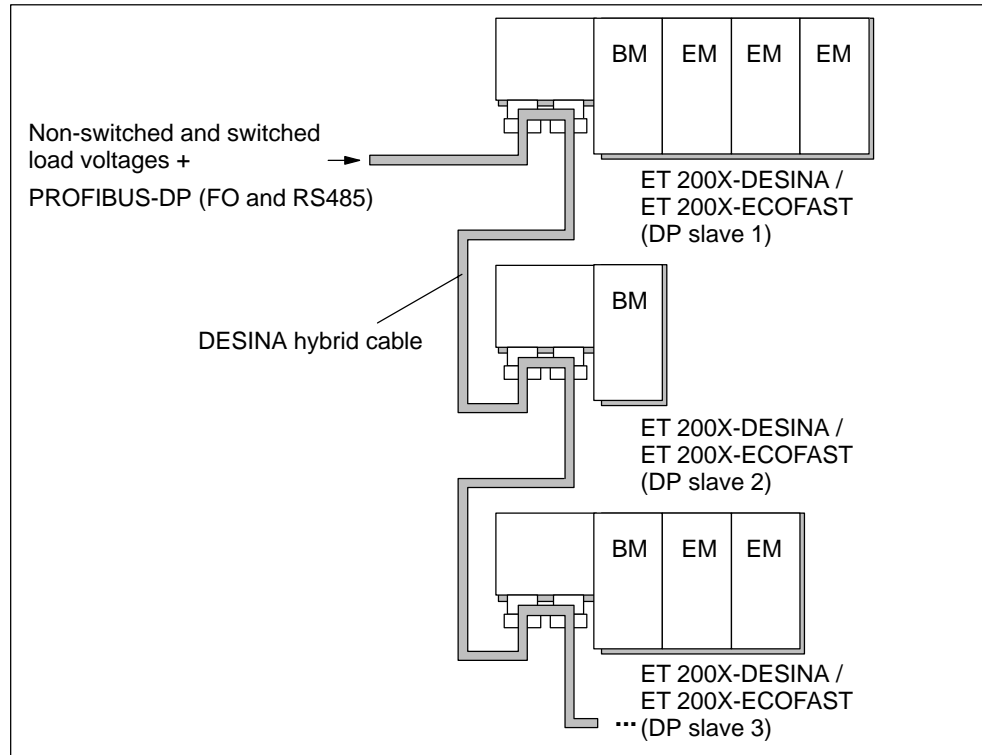 BM EM EM EM
Non-switched and switched
load voltages +
PROFIBUS-DP (FO and RS485)
ET 200X-DESINA /
ET 200X-ECOFAST
(DP slave 1)
BM
DESINA hybrid cable
ET 200X-DESINA /
ET 200X-ECOFAST
(DP slave 2)
BM EM EM
ET 200X-DESINA /
ET 200X-ECOFAST
... (DP slave 3)